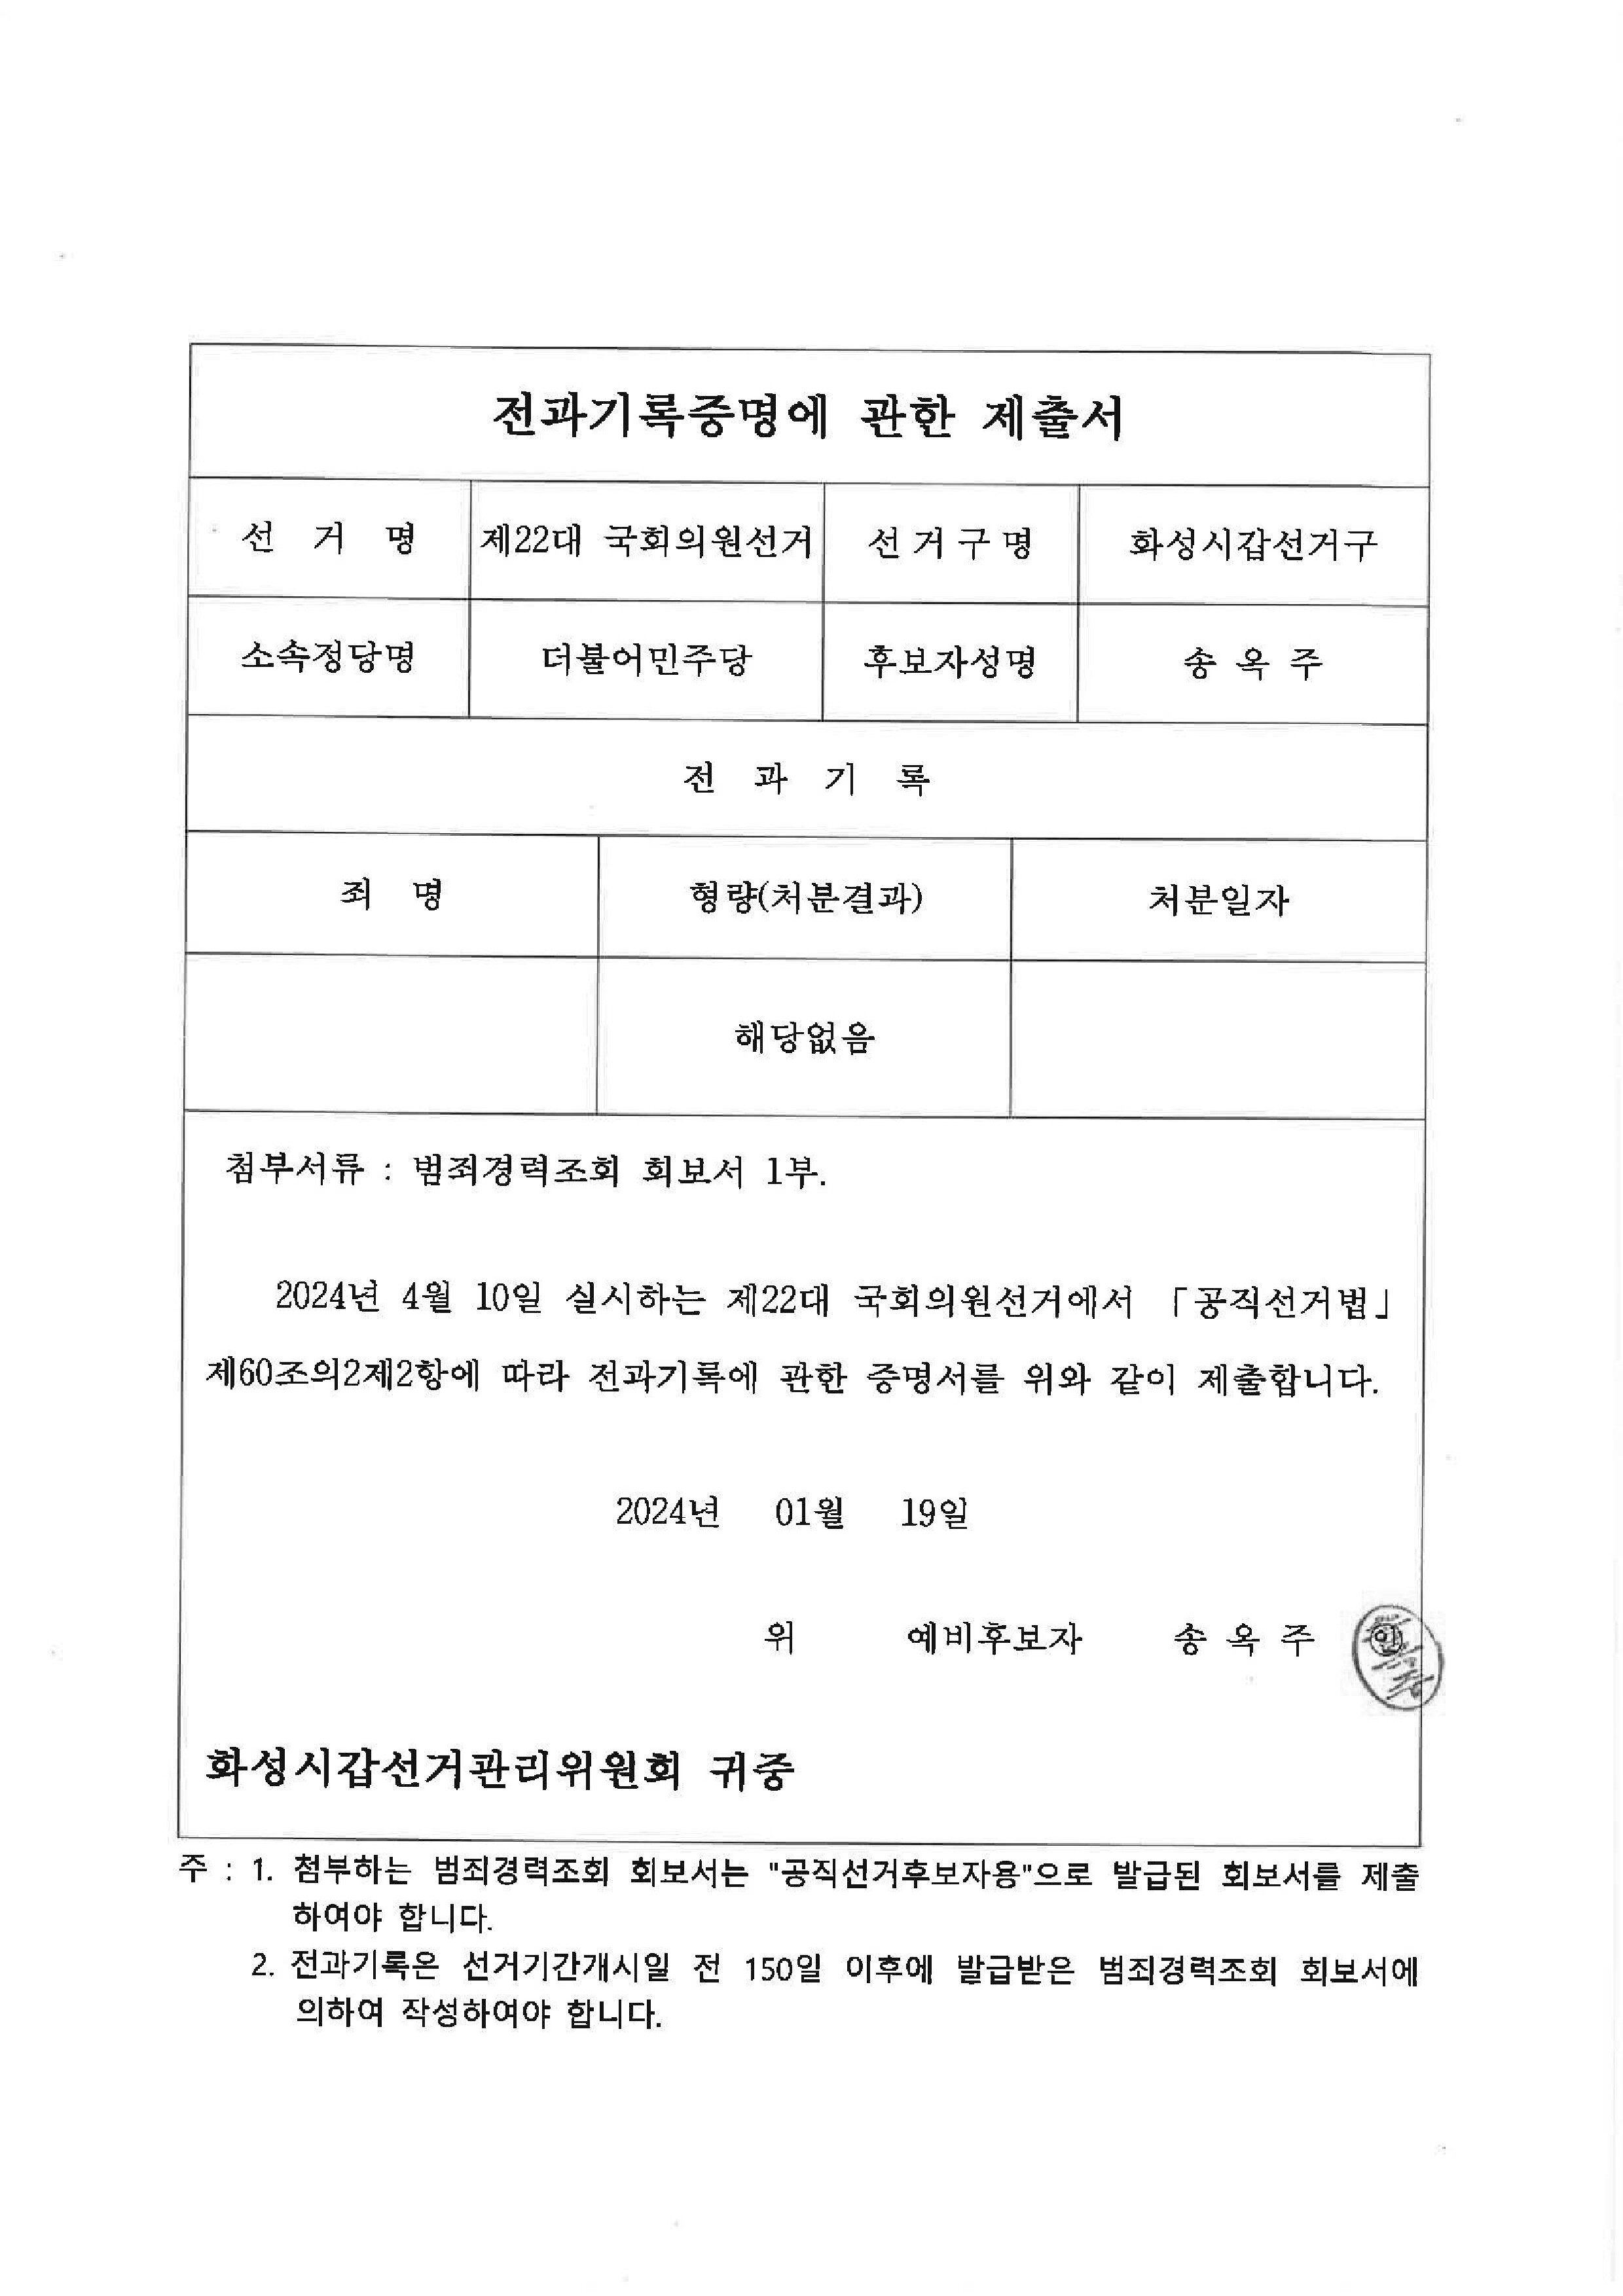 전과기록증명에 관한 제출서
선 거 명 제22대 국회의원선거 선거구명 화성시갑선거구
소속정당명 더불어민주당 후보자성명 송 옥 주
전 과 기 록
죄 명 형량(처분결과) 처분일자
해당없음
첨부서류 : 범죄경력조회 회보서 1부.
2024년 4월 10일 실시하는 제22대 국회의원선거에서 「공직선거법」
제60조의2제2항에 따라 전과기록에 관한 증명서를 위와 같이 제출합니다.
2024년 01월 19일
위 예비후보자 송 옥 주 인
화성시갑선거관리위원회 귀중
주 : 1. 첨부하는 범죄경력조회 회보서는 "공직선거후보자용"으로 발급된 회보서를 제출
하여야 합니다.
2. 전과기록은 선거기간개시일 전 150일 이후에 발급받은 범죄경력조회 회보서에
의하여 작성하여야 합니다.